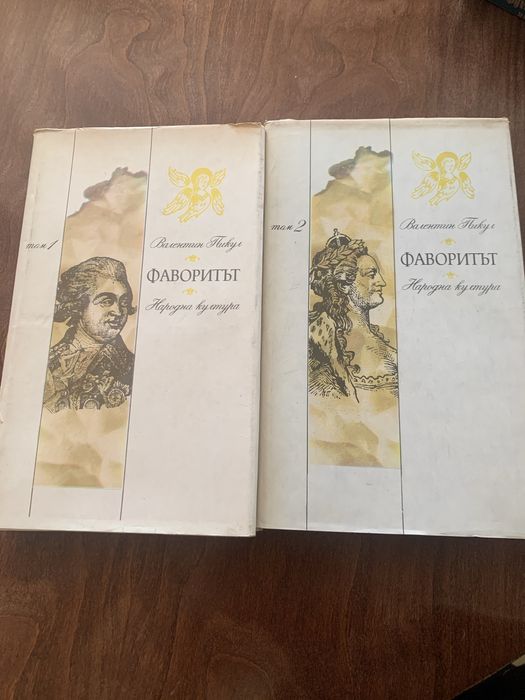 том 1
Валентин Пикул
ФАВОРИТЪТ
Народна култура
том 2
Валентин Пикул
ФАВОРИТЪТ
Народна култура